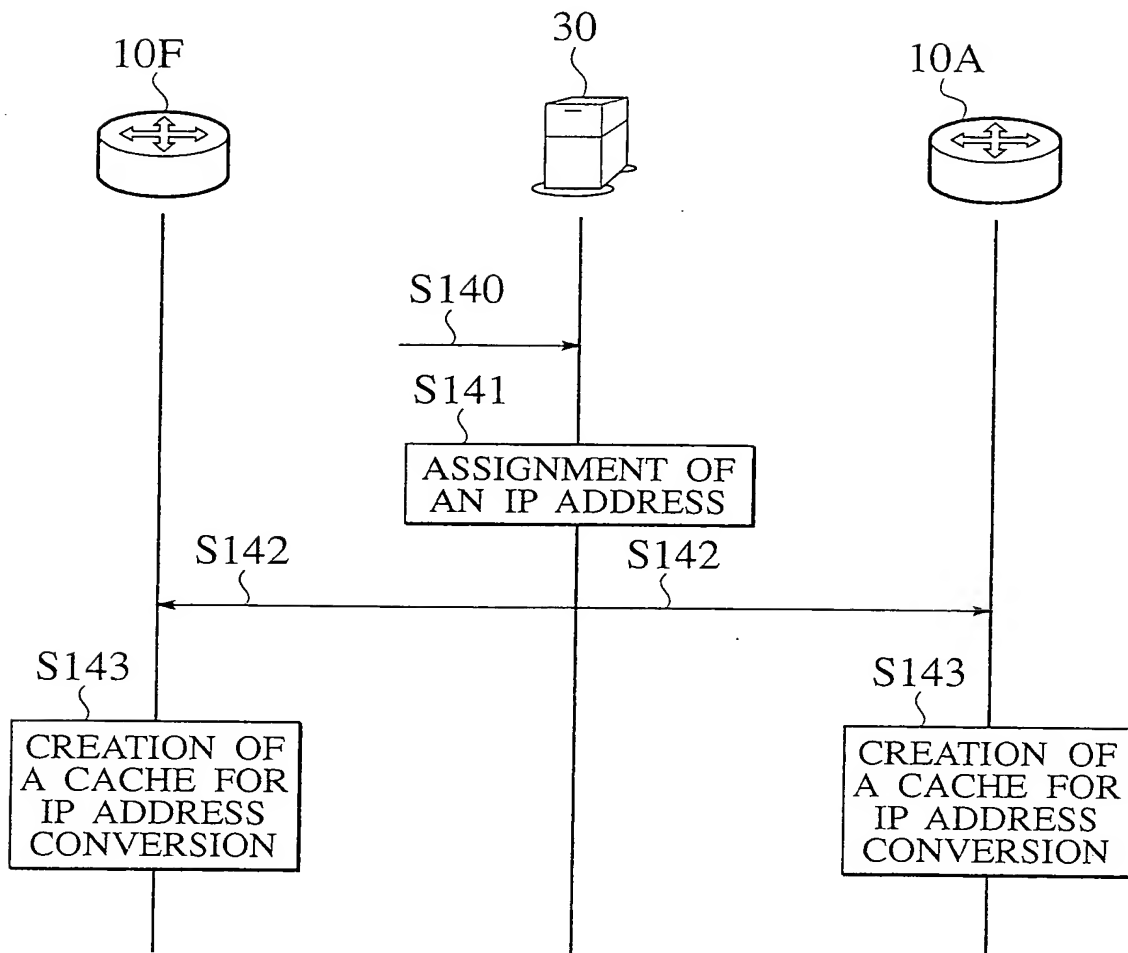 10F
30
10A
S140
S141
ASSIGNMENT OF
AN IP ADDRESS
S142
S142
S143
CREATION OF
A CACHE FOR
IP ADDRESS
CONVERSION
S143
CREATION OF
A CACHE FOR
IP ADDRESS
CONVERSION